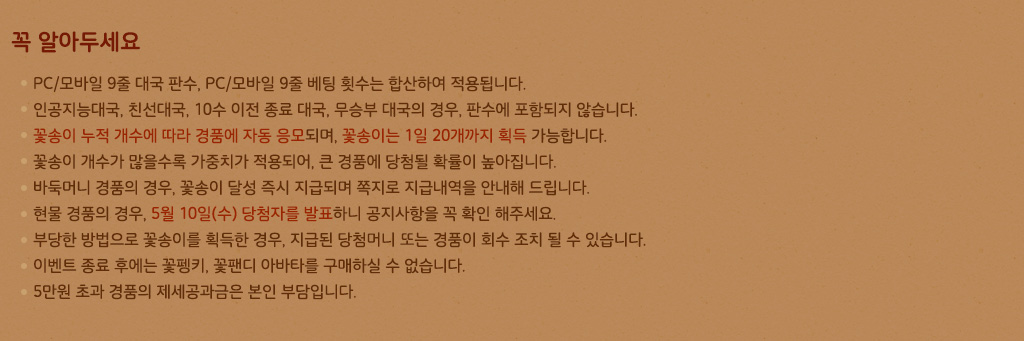 꼭 알아두세요
PC/모바일 9줄 대국 판수, PC/모바일 9줄 베팅 횟수는 합산하여 적용됩니다.
인공지능대국, 친선대국, 10수 이전 종료 대국, 무승부 대국의 경우, 판수에 포함되지 않습니다.
꽃송이 누적 개수에 따라 경품에 자동 응모되며, 꽃송이는 1일 20개까지 획득 가능합니다.
꽃송이 개수가 많을수록 가중치가 적용되어, 큰 경품에 당첨될 확률이 높아집니다.
바둑머니 경품의 경우, 꽃송이 달성 즉시 지급되며 쪽지로 지급내역을 안내해 드립니다.
현물 경품의 경우, 5월 10일(수) 당첨자를 발표하니 공지사항을 꼭 확인 해주세요.
부당한 방법으로 꽃송이를 획득한 경우, 지급된 당첨머니 또는 경품이 회수 조치 될 수 있습니다.
이벤트 종료 후에는 꽃펭키, 꽃팬디 아바타를 구매하실 수 없습니다.
5만원 초과 경품의 제세공과금은 본인 부담입니다.